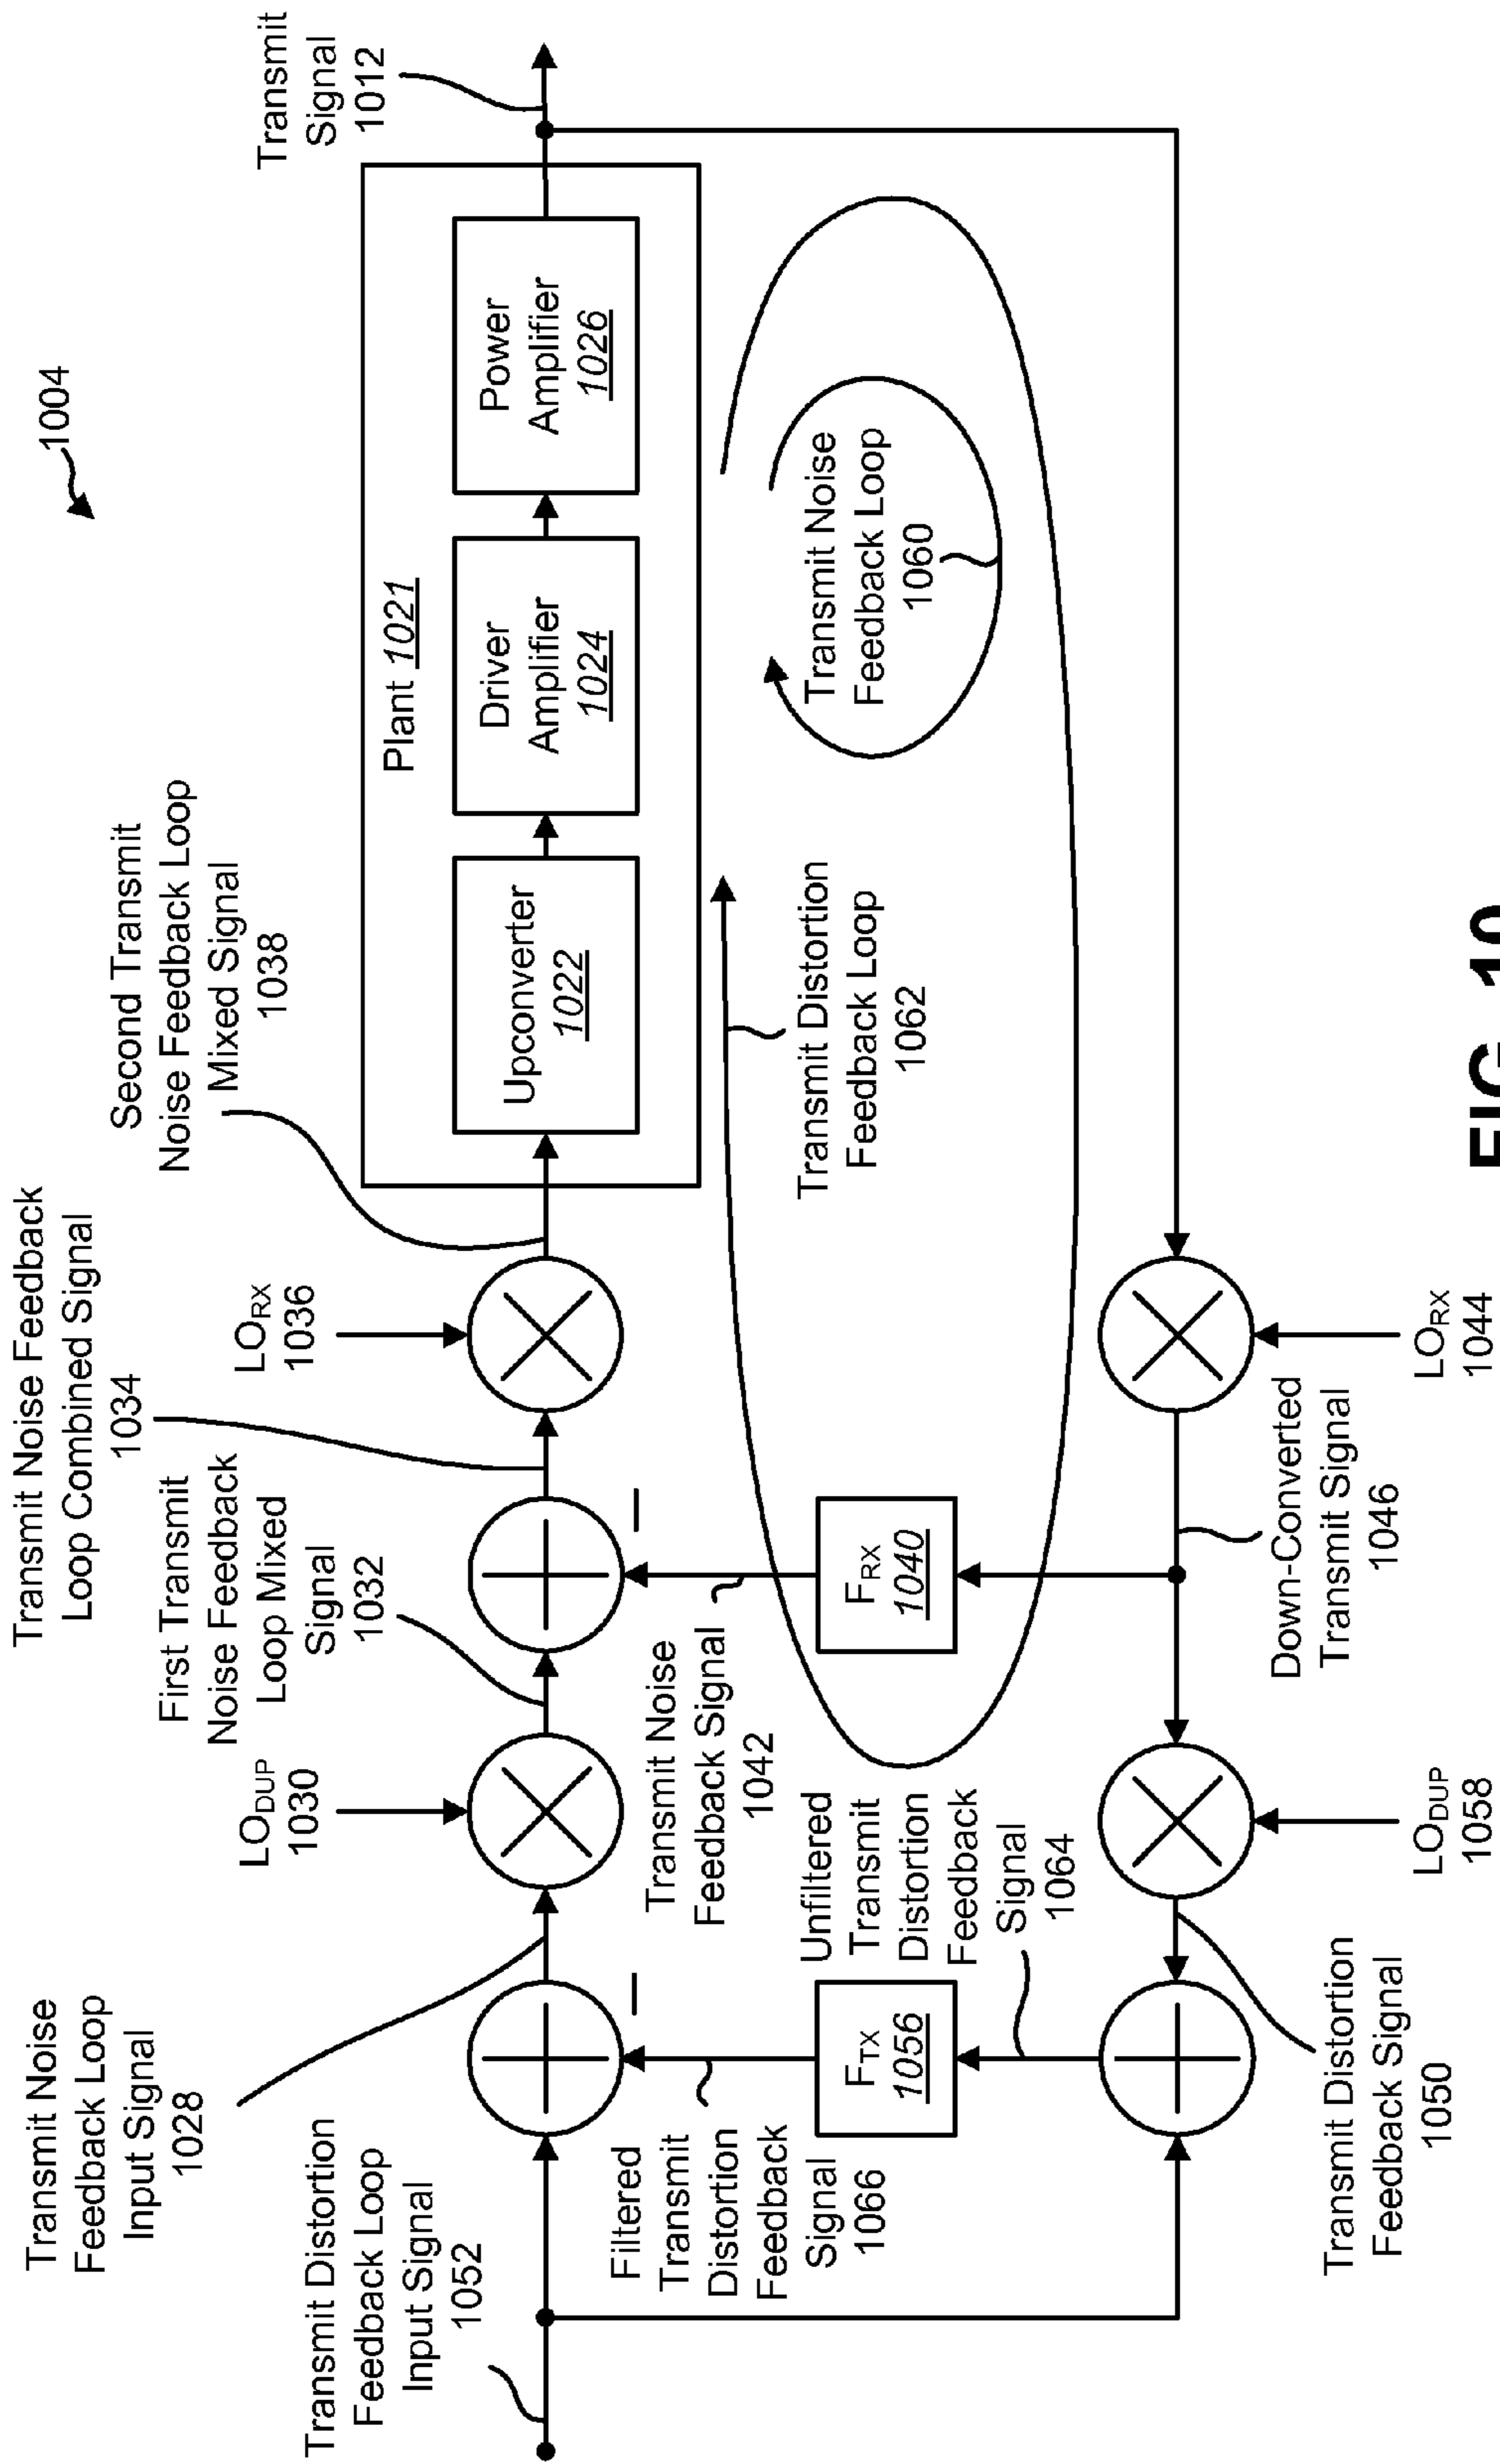 1004
Transmit Noise Feedback
Loop Combined Signal
1034
Second Transmit
Noise Feedback Loop
Mixed Signal
1038
Transmit Noise
Feedback Loop
Input Signal
1028
First Transmit
Noise Feedback
Loop Mixed
Signal
1032
Transmit
Signal
1012
LO_DUP
1030
LO_RX
1036
Transmit Distortion
Feedback Loop
Input Signal
1052
Plant 1021
Upconverter
1022
Driver
Amplifier
1024
Power
Amplifier
1026
Filtered
Transmit
Distortion
Feedback
Signal
1066
F_TX
1056
Transmit Noise
Feedback Signal
1042
Unfiltered
Transmit
Distortion
Feedback
Signal
1064
F_RX
1040
Transmit Distortion
Feedback Loop
1062
Transmit Noise
Feedback Loop
1060
Transmit Distortion
Feedback Signal
1050
LO_DUP
1058
Down-Converted
Transmit Signal
1046
LO_RX
1044
FIG. 10